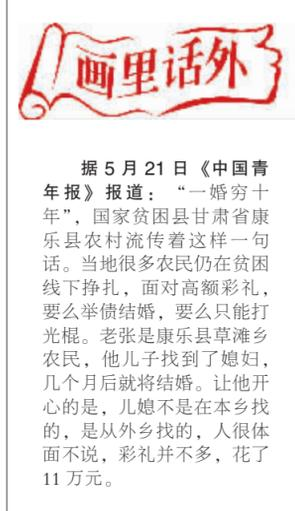 画里话外
据5月21日《中国青
年报》报道：“一婚穷十
年”，国家贫困县甘肃省康
乐县农村流传着这样一句
话。当地很多农民仍在贫困
线下挣扎，面对高额彩礼，
要么举债结婚，要么只能打
光棍。老张是康乐县草滩乡
农民，他儿子找到了媳妇，
几个月后就将结婚。让他开
心的是，儿媳不是在本乡找
的，是从外乡找的，人很体
面不说，彩礼并不多，花了
11万元。